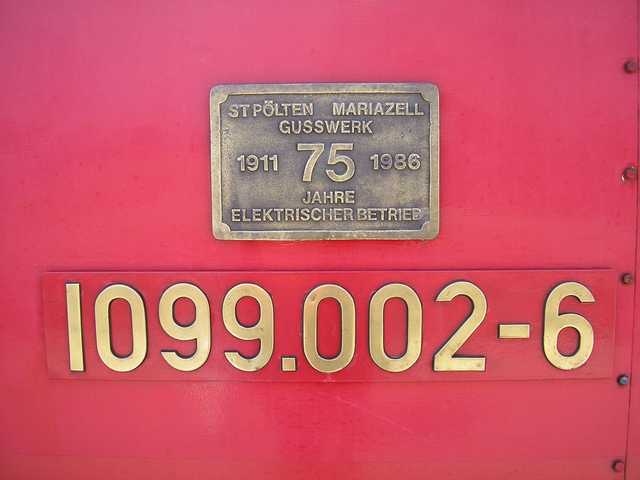 ST PÖLTEN MARIAZELL
GUSSWERK
1911 75 1986
JAHRE
ELEKTRISCHER BETRIEB
1099.002-6